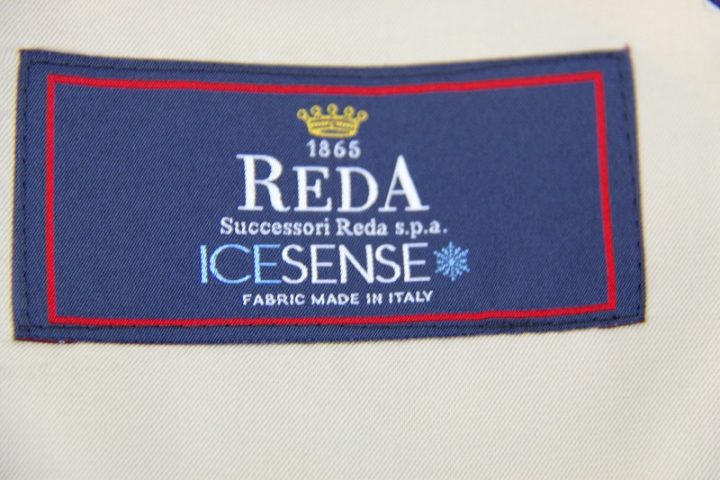 1865
REDA
Successori Reda s.p.a.
ICESENSE
FABRIC MADE IN ITALY